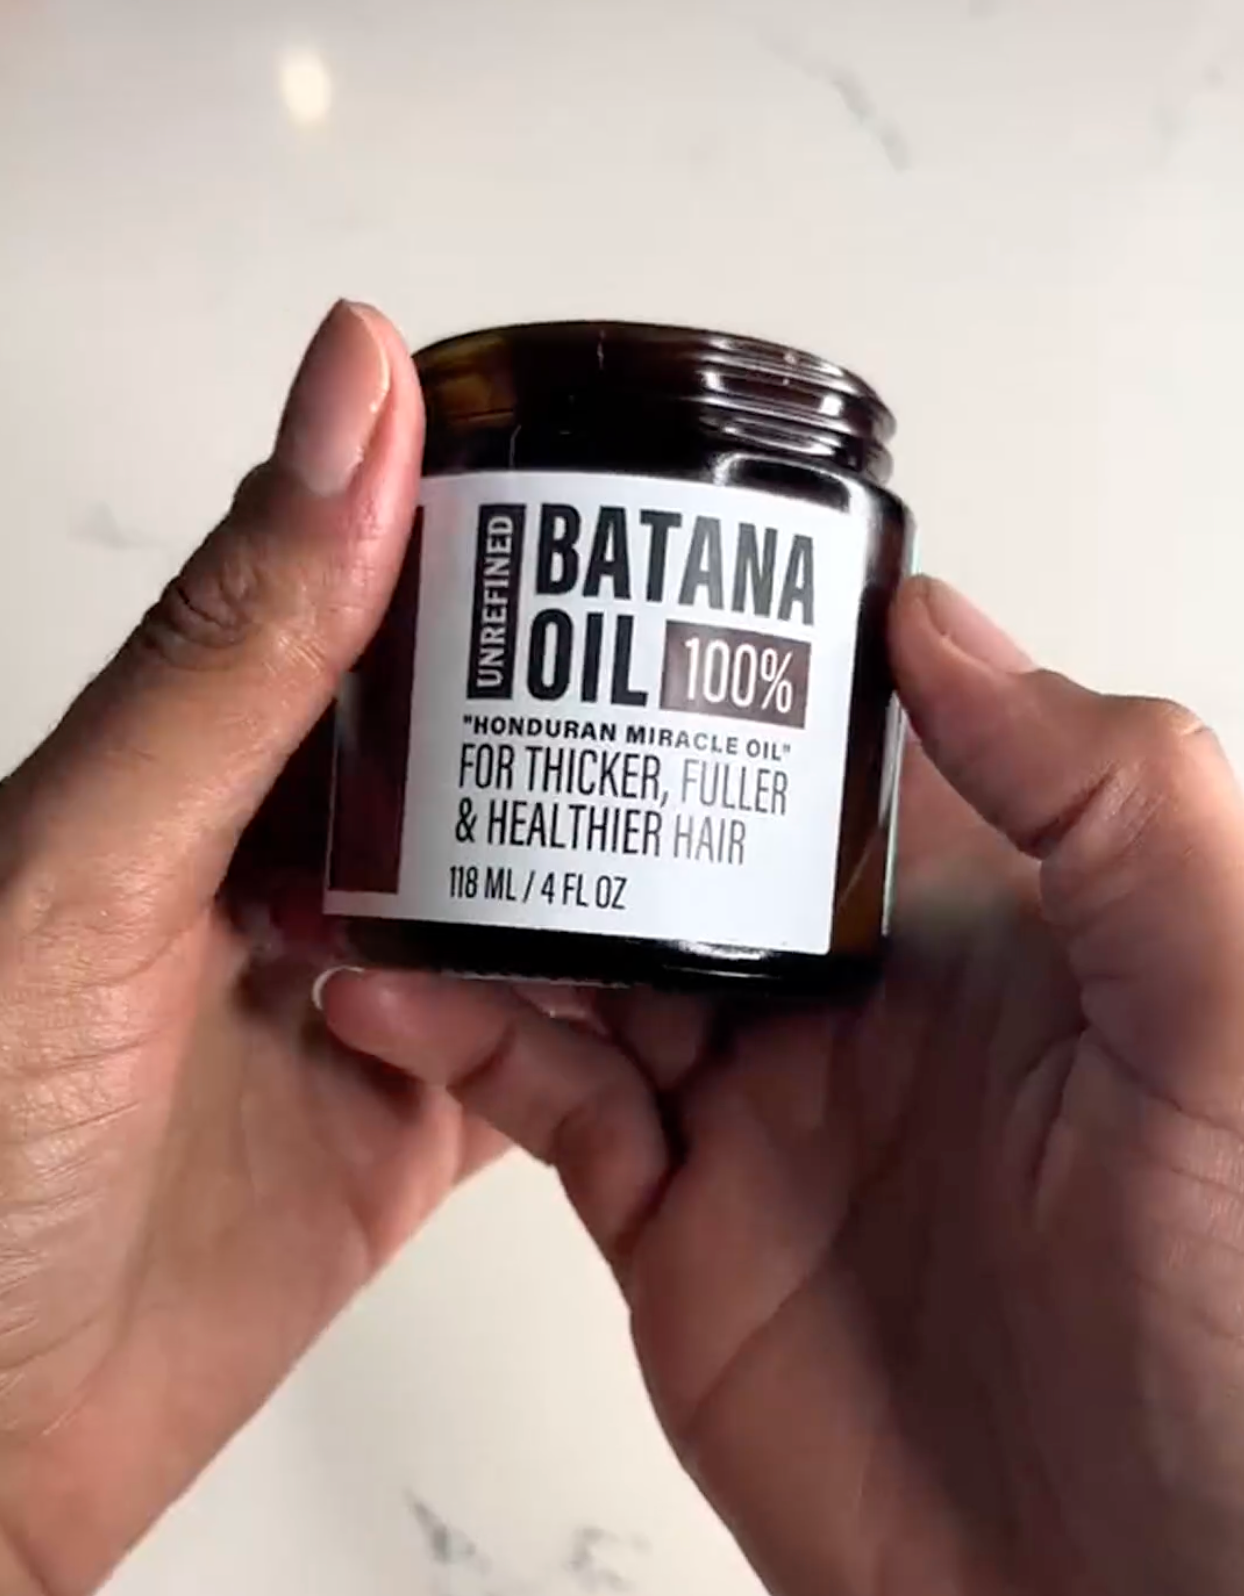 UNREFINED
BATANA
OIL 100%
"HONDURAN MIRACLE OIL"
FOR THICKER, FULLER
& HEALTHIER HAIR
118 ML / 4 FL OZ